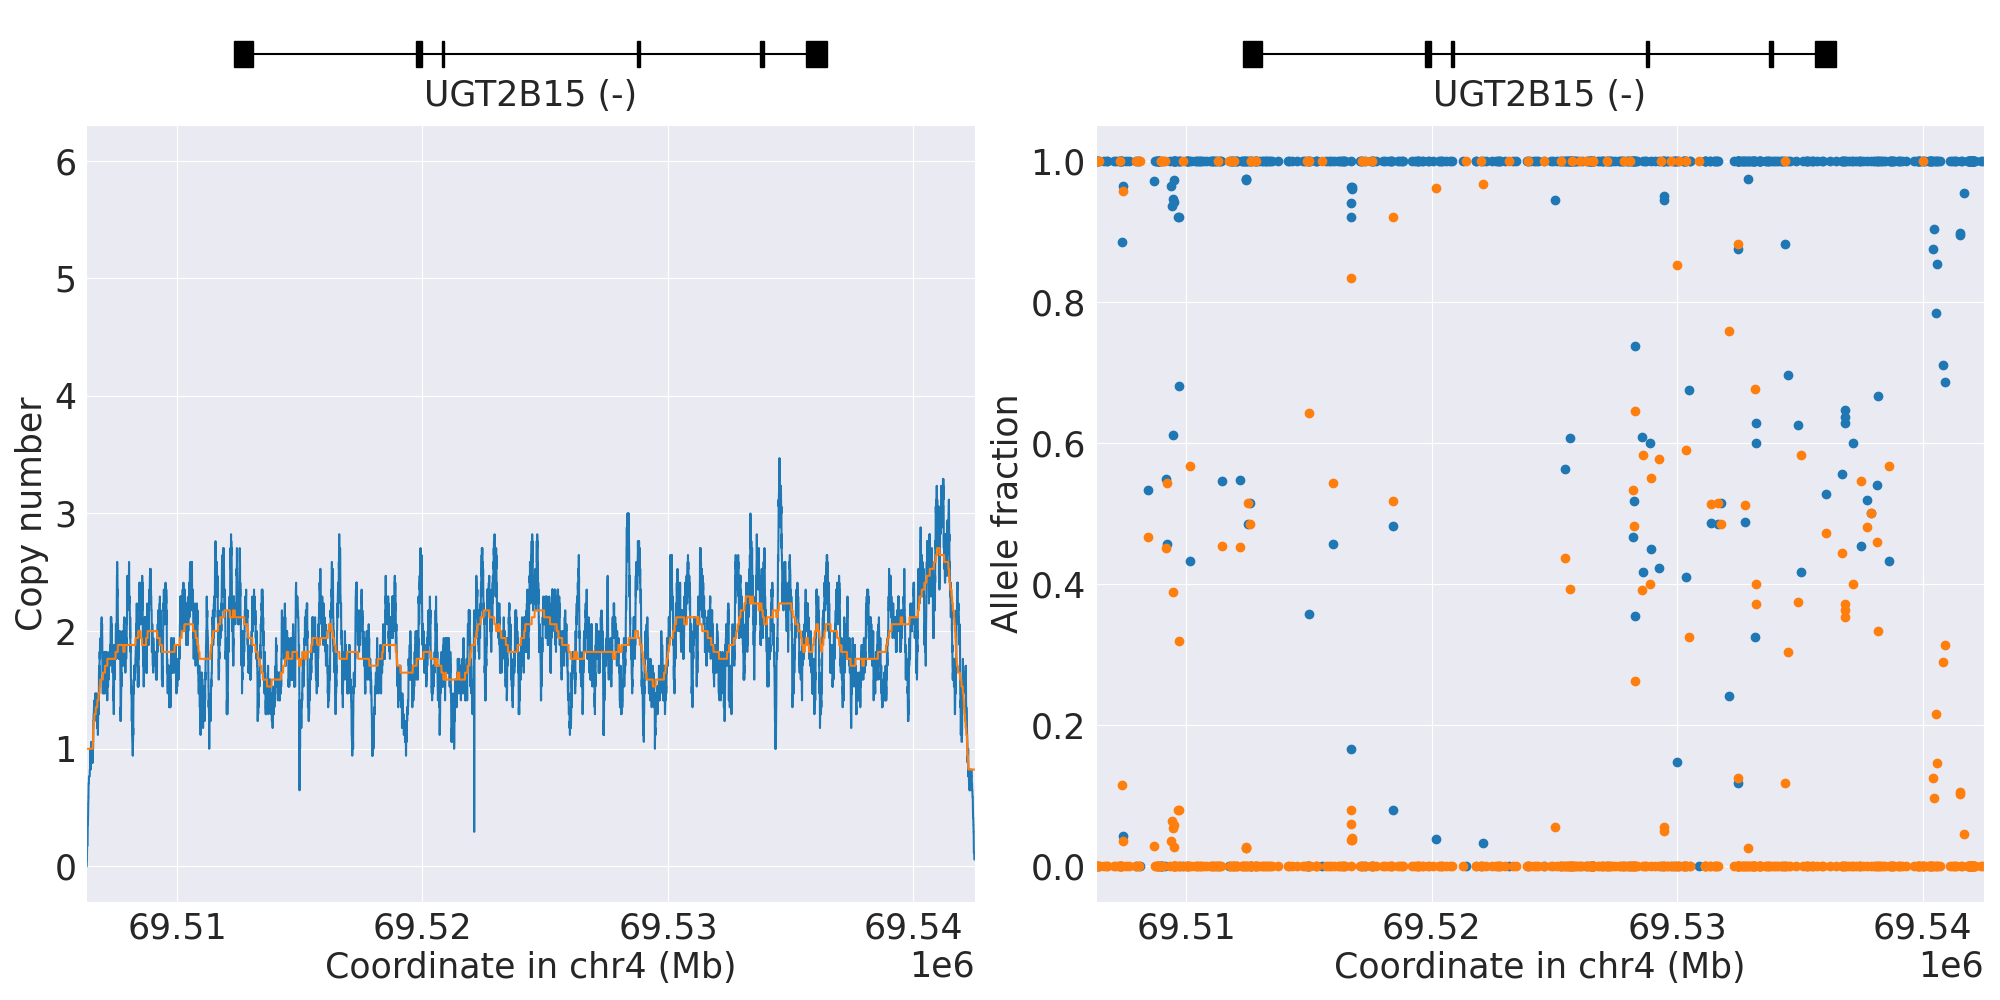 UGT2B15 (-)
6
5
4
3
2
1
0
Copy number
69.51 69.52 69.53 69.54
Coordinate in chr4 (Mb)
1e6
UGT2B15 (-)
1.0
0.8
0.6
0.4
0.2
0.0
Allele fraction
69.51 69.52 69.53 69.54
Coordinate in chr4 (Mb)
1e6